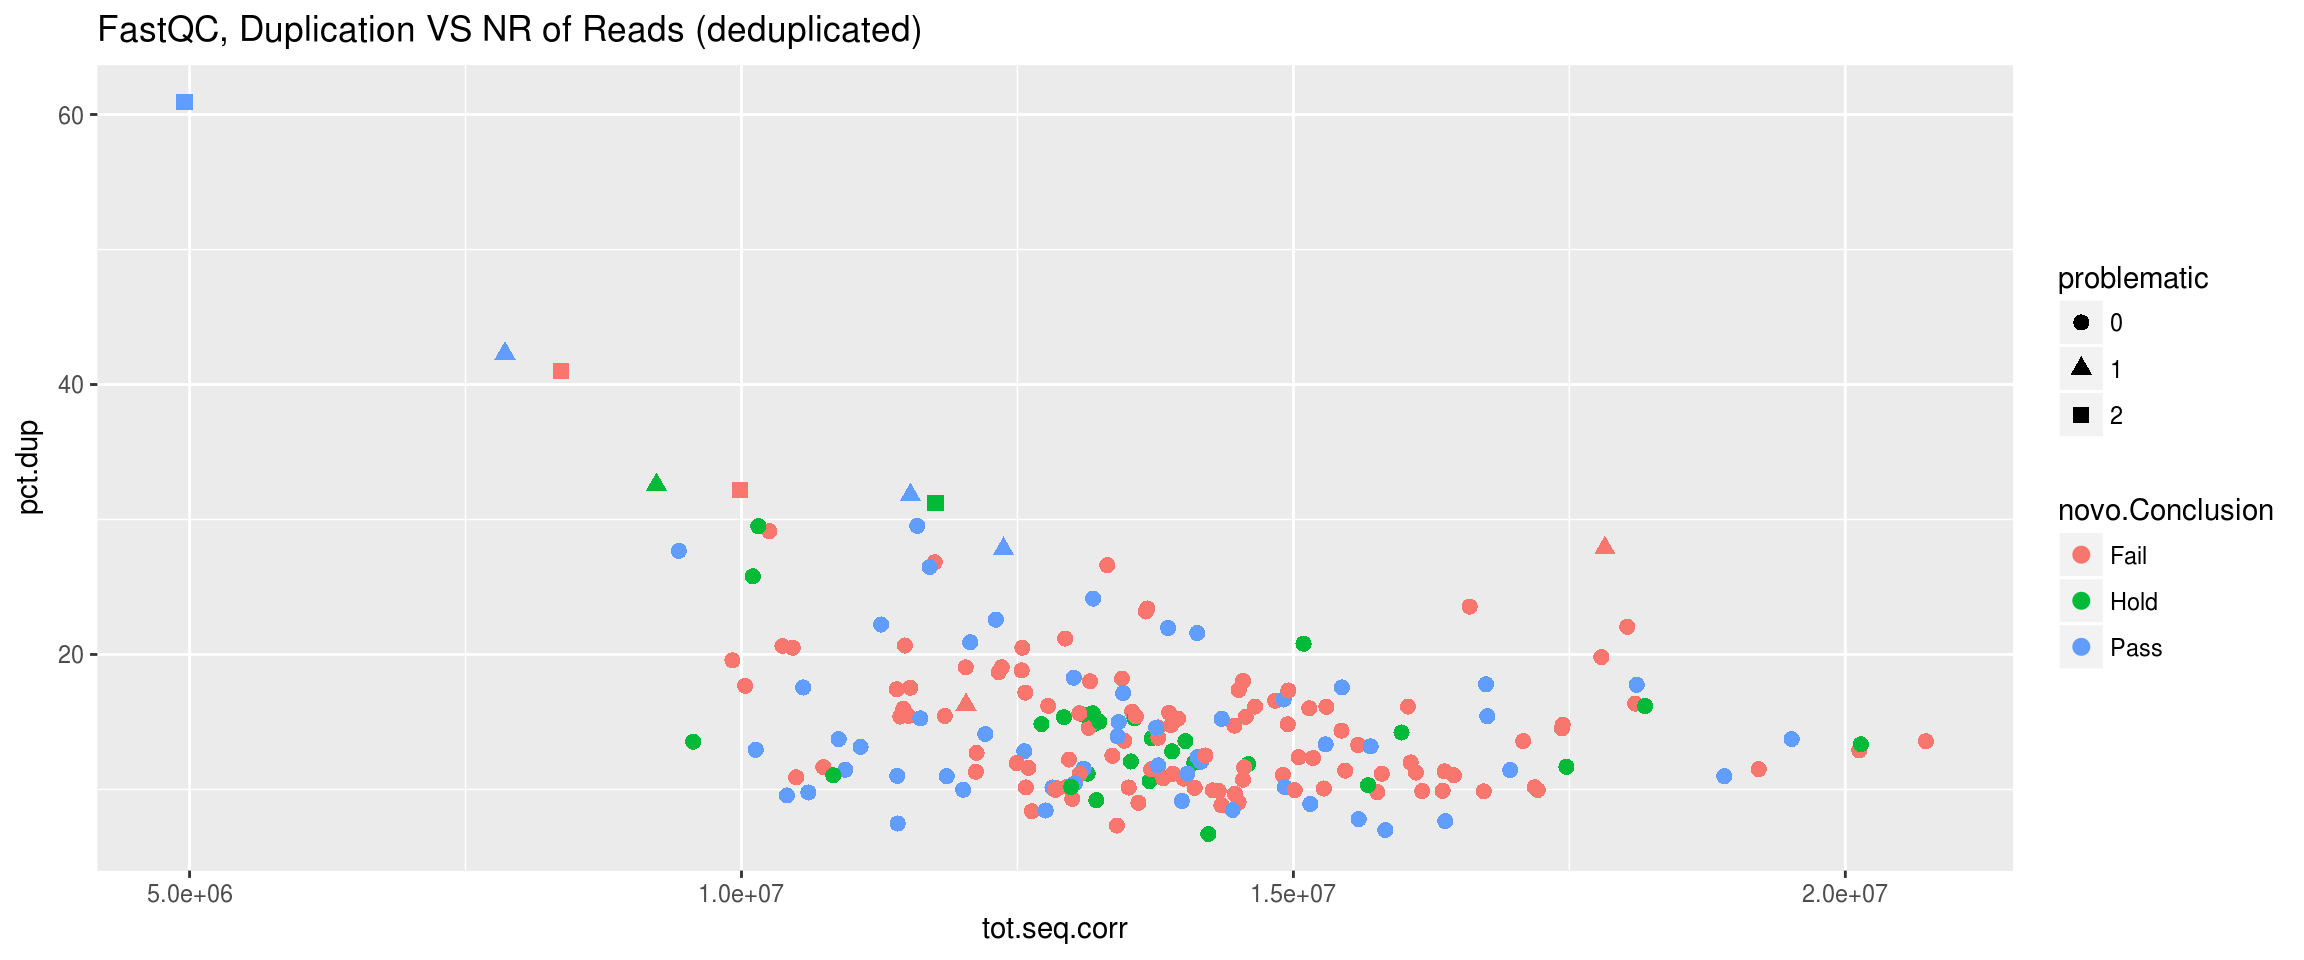 FastQC, Duplication VS NR of Reads (deduplicated)
60
40
20
pct.dup
5.0e+06
1.0e+07
1.5e+07
2.0e+07
tot.seq.corr
problematic
0
1
2
novo.Conclusion
Fail
Hold
Pass